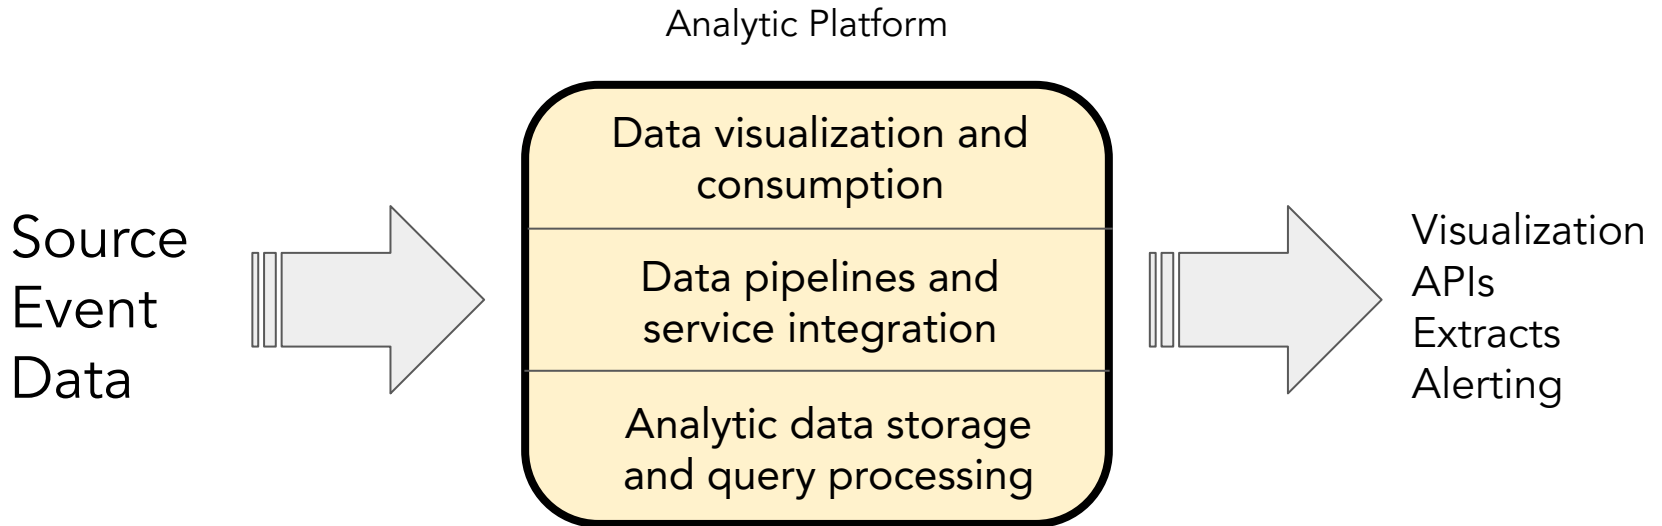 Analytic Platform
Source
Event
Data
Data visualization and
consumption
Data pipelines and
service integration
Analytic data storage
and query processing
Visualization
APIs
Extracts
Alerting